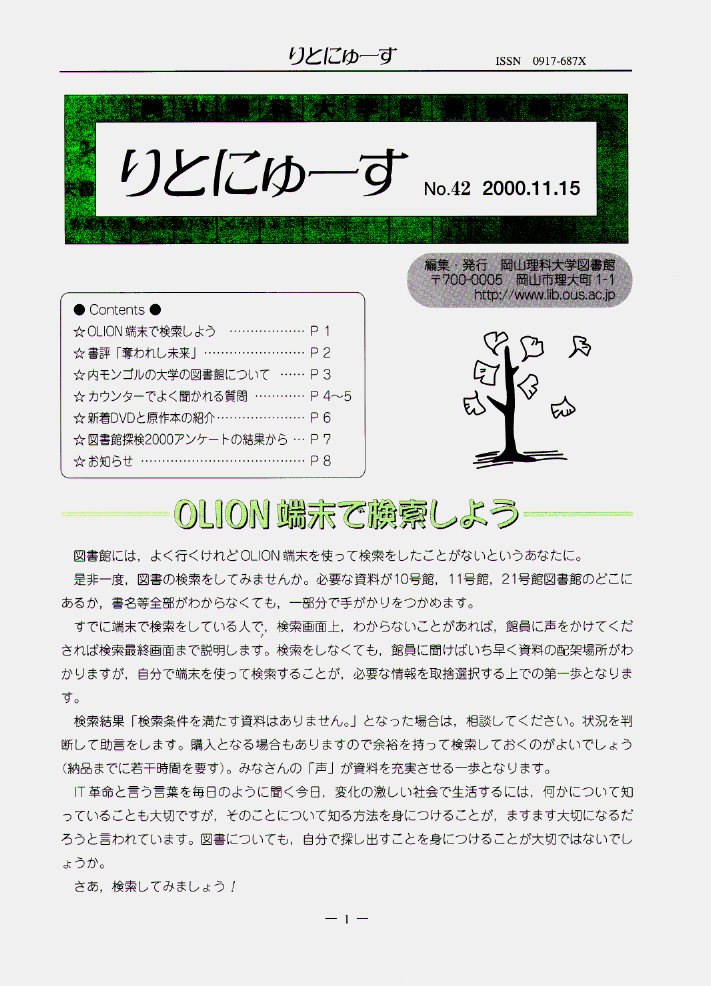 りとにゅーす
ISSN 0917-687X
りとにゅーす No.42 2000.11.15
編集・発行 岡山理科大学図書館
〒700-0005 岡山市理大町1-1
http://www.lib.ous.ac.jp
● Contents ●
☆OLION端末で検索しよう ……………… P 1
☆書評「奪われし未来」…………………… P 2
☆内モンゴルの大学の図書館について …… P 3
☆カウンターでよく聞かれる質問 ………… P 4〜5
☆新着DVDと原作本の紹介………………… P 6
☆図書館探検2000アンケートの結果から … P 7
☆お知らせ ………………………………… P 8
OLION端末で検索しよう
図書館には，よく行くけれどOLION端末を使って検索をしたことがないというあなたに。
是非一度，図書の検索をしてみませんか。必要な資料が10号館，11号館，21号館図書館のどこに
あるか，書名等全部がわからなくても，一部分で手がかりをつかめます。
すでに端末で検索をしている人で，検索画面上，わからないことがあれば，館員に声をかけてくだ
されば検索最終画面まで説明します。検索をしなくても，館員に聞けばいち早く資料の配架場所がわ
かりますが，自分で端末を使って検索することが，必要な情報を取捨選択する上での第一歩となりま
す。
検索結果「検索条件を満たす資料はありません。」となった場合は，相談してください。状況を判
断して助言をします。購入となる場合もありますので余裕を持って検索しておくのがよいでしょう
(納品までに若干時間を要す)。みなさんの「声」が資料を充実させる一歩となります。
IT革命と言う言葉を毎日のように聞く今日，変化の激しい社会で生活するには，何かについて知
っていることも大切ですが，そのことについて知る方法を身につけることが，ますます大切になるだ
ろうと言われています。図書についても，自分で探し出すことを身につけることが大切ではないでし
ょうか。
さあ，検索してみましょう！
— 1 —